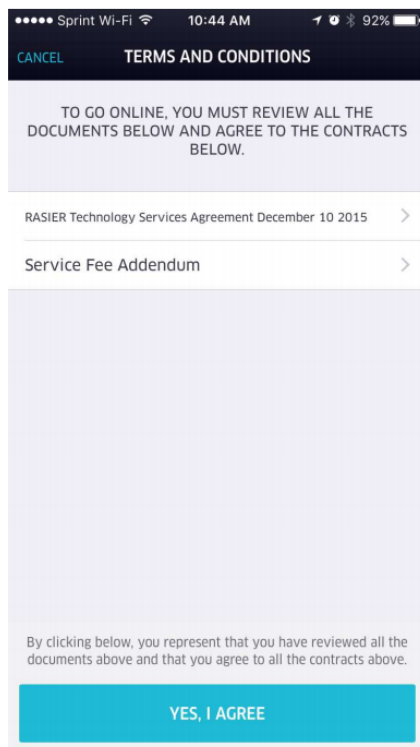 Sprint Wi-Fi 10:44 AM 92%
CANCEL TERMS AND CONDITIONS
TO GO ONLINE, YOU MUST REVIEW ALL THE
DOCUMENTS BELOW AND AGREE TO THE CONTRACTS
BELOW.
RASIER Technology Services Agreement December 10 2015
Service Fee Addendum
By clicking below, you represent that you have reviewed all the
documents above and that you agree to all the contracts above.
YES, I AGREE